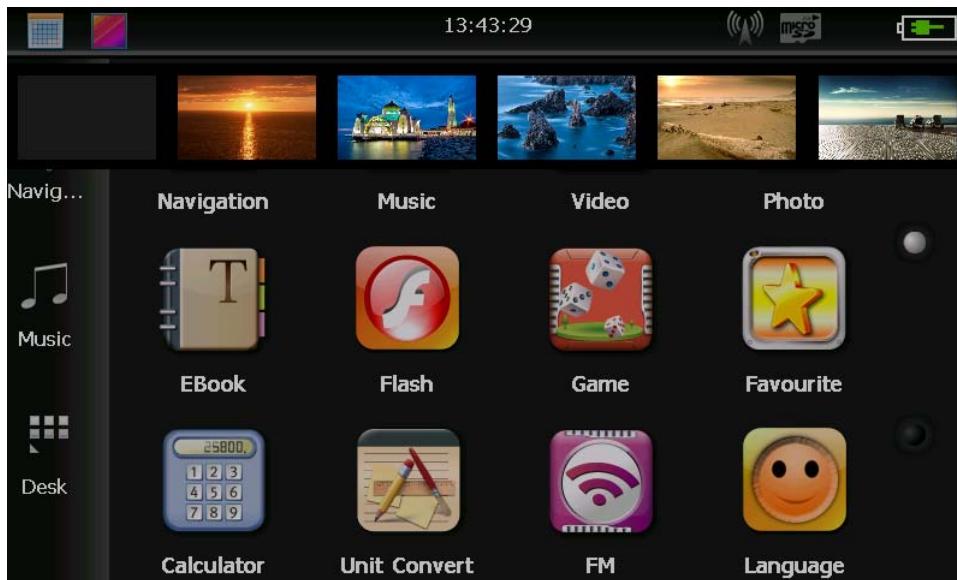 13:43:29
micro
Navig...
Navigation Music Video Photo
T
Music
EBook Flash Game Favourite
25800.
1 2 3
4 5 6
7 8 9
Desk
Calculator Unit Convert FM Language